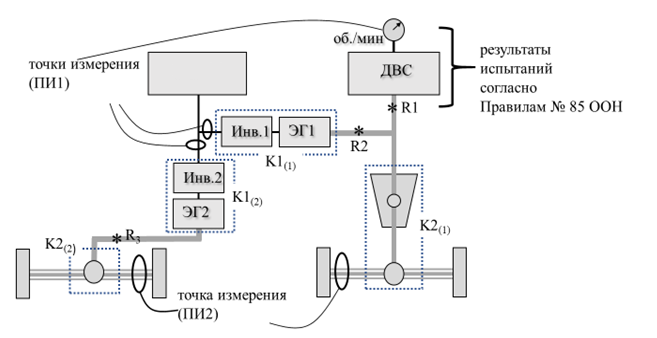 об./мин
точки измерения
(ПИ1)
ДВС
результаты
испытаний
согласно
Правилам № 85 ООН
* R1
Инв.1
ЭГ1
*
R2
K1(1)
Инв.2
K1(2)
ЭГ2
K2(1)
* R3
K2(2)
точка измерения
(ПИ2)